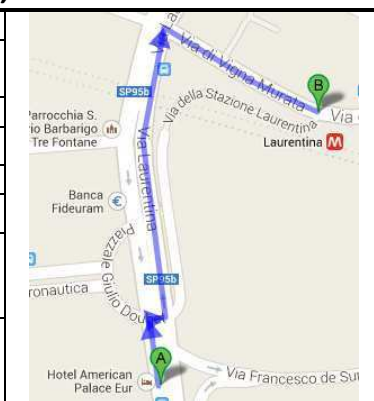 Via di Vigna Murata
B
SP95b
Via della Stazione Laurentina
Via d
Parrocchia S.
io Barbarigo
Tre Fontane
Laurentina M
Via Laurentina
Banca
Fideuram
€
Piazzale Giulio Douhet
SP95b
ronautica
A
Hotel American
Palace Eur
Via Francesco de Su